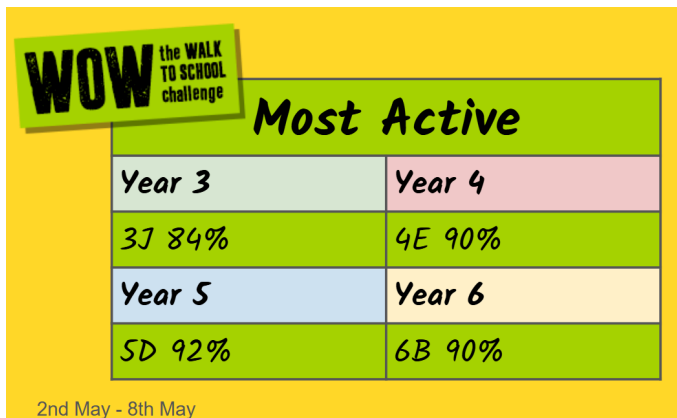 WOW the WALK
TO SCHOOL
challenge
Most Active
Year 3 Year 4
3J 84% 4E 90%
Year 5 Year 6
5D 92% 6B 90%
2nd May - 8th May